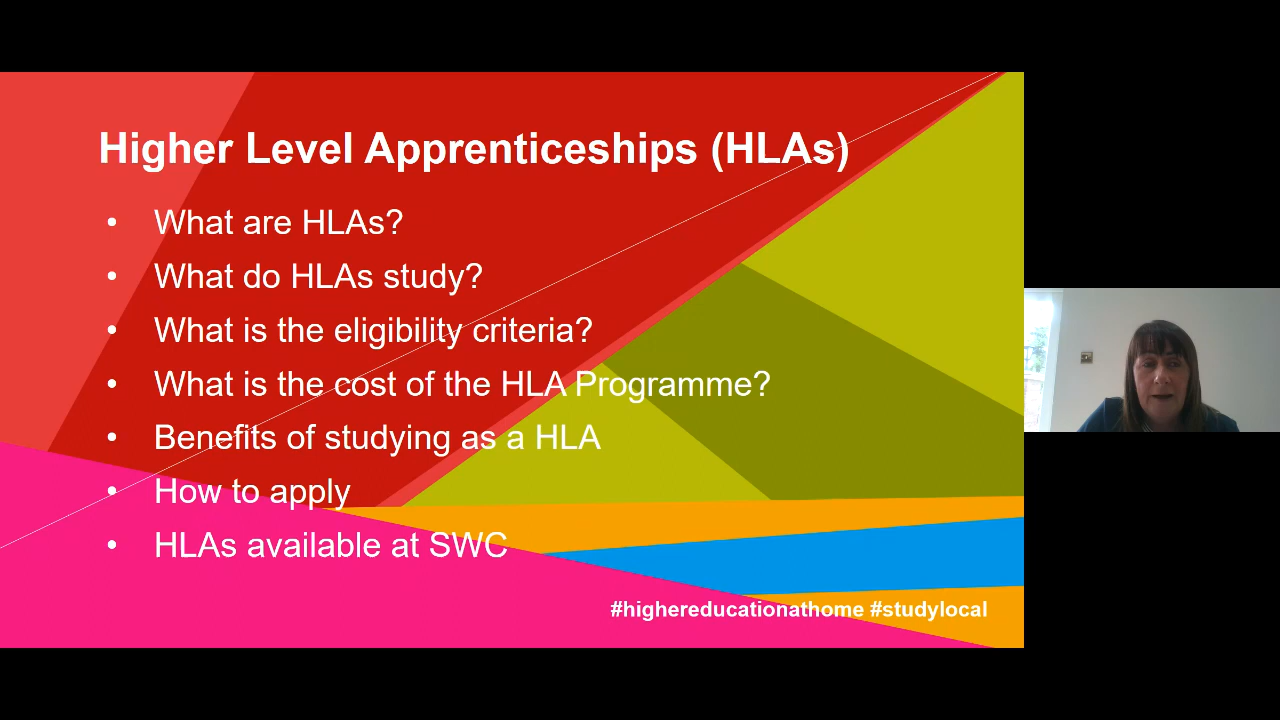 Higher Level Apprenticeships (HLAs)
• What are HLAs?
• What do HLAs study?
• What is the eligibility criteria?
• What is the cost of the HLA Programme?
• Benefits of studying as a HLA
• How to apply
• HLAs available at SWC
#highereducationathome #studylocal